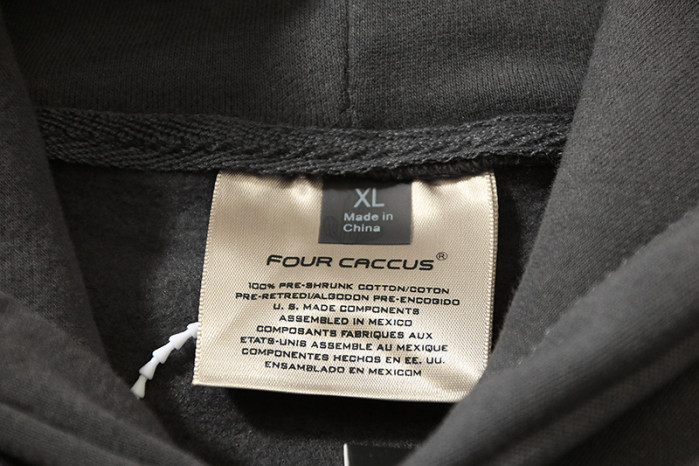 XL
Made in
China
FOUR CACCUS®
100% PRE-SHRUNK COTTON/COTON
PRE-RETREDI/ALGODON PRE-ENCOGIDO
U. S. MADE COMPONENTS
ASSEMBLED IN MEXICO
COMPOSANTS FABRIQUES AUX
ETATS-UNIS ASSEMBLE AU MEXIQUE
COMPONENTES HECHOS EN EE. UU.
ENSAMBLADO EN MEXICOM